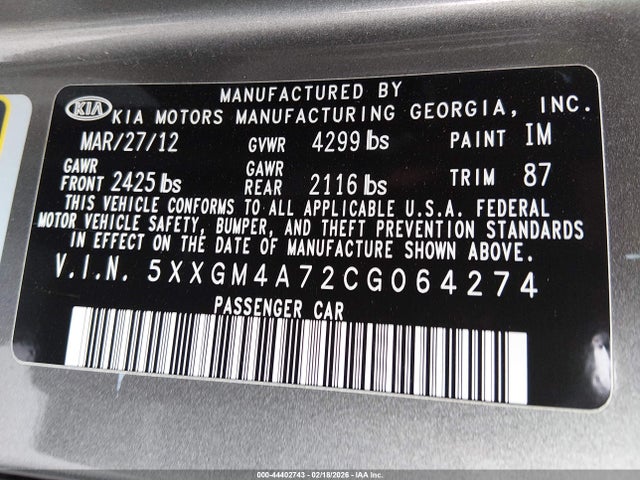 MANUFACTURED BY
KIA KIA MOTORS MANUFACTURING GEORGIA, INC.
MAR/27/12 GVWR 4299 lbs PAINT IM
GAWR FRONT 2425 lbs GAWR REAR 2116 lbs TRIM 87
THIS VEHICLE CONFORMS TO ALL APPLICABLE U.S.A. FEDERAL
MOTOR VEHICLE SAFETY, BUMPER, AND THEFT PREVENTION STANDARDS
IN EFFECT ON THE DATE OF MANUFACTURE SHOWN ABOVE.
V.I.N. 5XXGM4A72CG064274
PASSENGER CAR
000-44402743 - 02/18/2026 - IAA Inc.